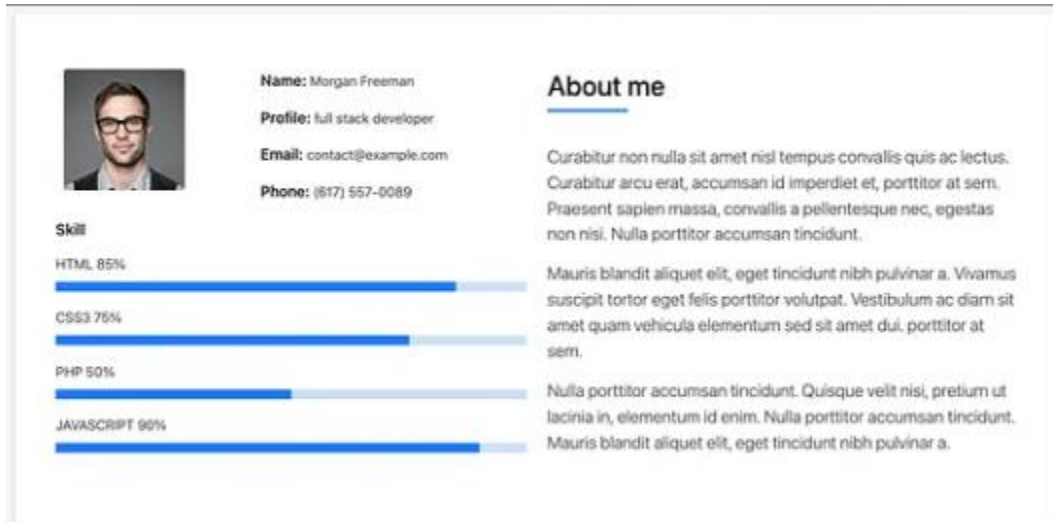 Name: Morgan Freeman
Profile: full stack developer
Email: contact@example.com
Phone: (617) 557-0089
Skill
HTML 85%
CSS3 75%
PHP 50%
JAVASCRIPT 90%
About me
Curabitur non nulla sit amet nisl tempus convallis quis ac lectus.
Curabitur arcu erat, accumsan id imperdiet et, porttitor at sem.
Praesent sapien massa, convallis a pellentesque nec, egestas
non nisi. Nulla porttitor accumsan tincidunt.
Mauris blandit aliquet elit, eget tincidunt nibh pulvinar a. Vivamus
suscipit tortor eget felis porttitor volutpat. Vestibulum ac diam sit
amet quam vehicula elementum sed sit amet dui. porttitor at
sem.
Nulla porttitor accumsan tincidunt. Quisque velit nisi, pretium ut
lacinia in, elementum id enim. Nulla porttitor accumsan tincidunt.
Mauris blandit aliquet elit, eget tincidunt nibh pulvinar a.